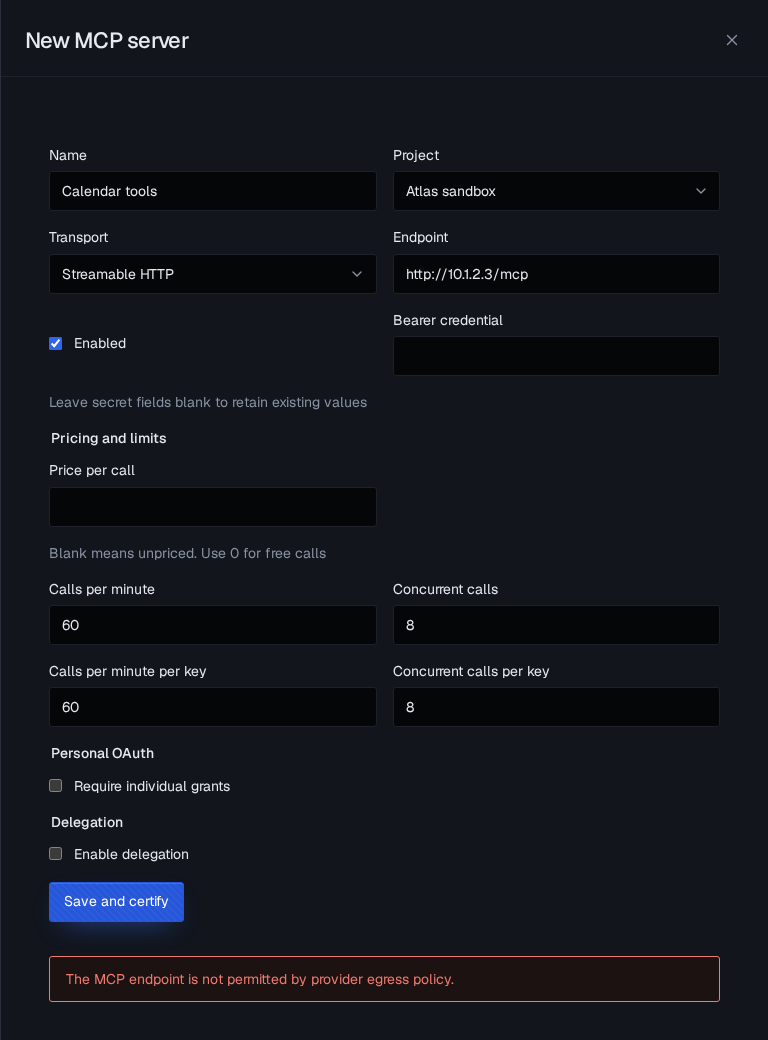 New MCP server
Name
Project
Calendar tools
Atlas sandbox
Transport
Endpoint
Streamable HTTP
http://10.1.2.3/mcp
Bearer credential
Enabled
Leave secret fields blank to retain existing values
Pricing and limits
Price per call
Blank means unpriced. Use 0 for free calls
Calls per minute
Concurrent calls
60
8
Calls per minute per key
Concurrent calls per key
60
8
Personal OAuth
Require individual grants
Delegation
Enable delegation
Save and certify
The MCP endpoint is not permitted by provider egress policy.